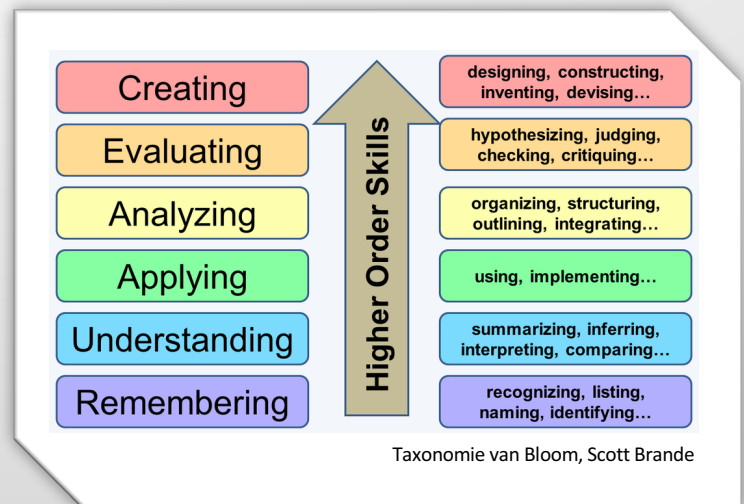 Creating
designing, constructing,
inventing, devising...
Evaluating
hypothesizing, judging,
checking, critiquing...
Analyzing
organizing, structuring,
outlining, integrating...
Applying
using, implementing...
Understanding
summarizing, inferring,
interpreting, comparing...
Remembering
recognizing, listing,
naming, identifying...
Higher Order Skills
Taxonomie van Bloom, Scott Brande